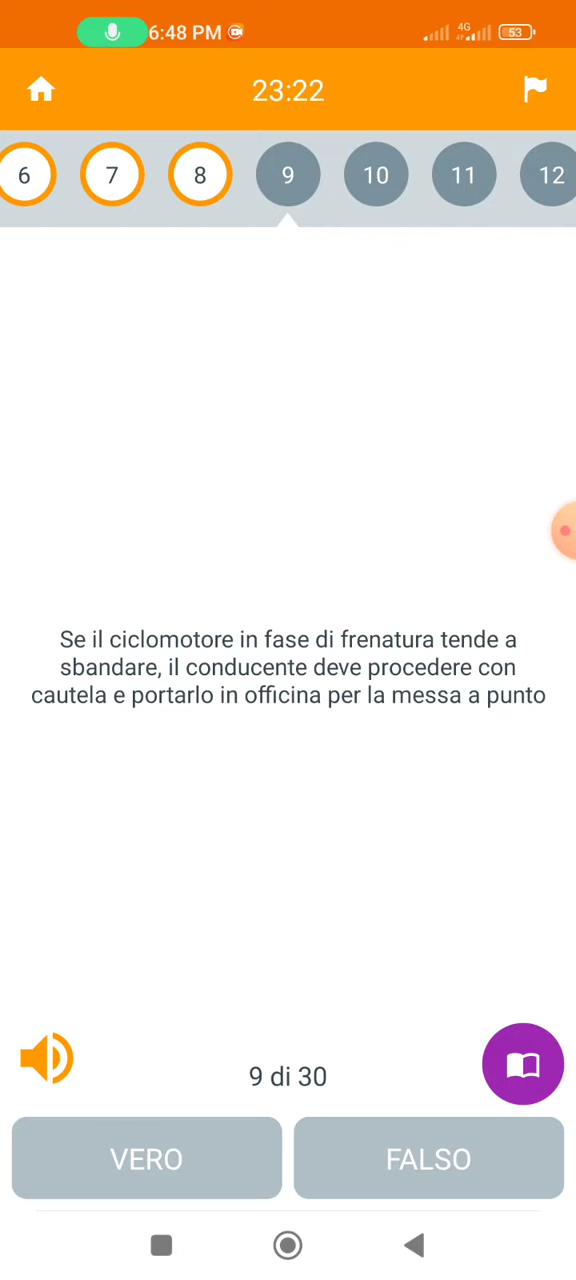 6:48 PM 4G 53
23:22
6 7 8 9 10 11 12
Se il ciclomotore in fase di frenatura tende a
sbandare, il conducente deve procedere con
cautela e portarlo in officina per la messa a punto
9 di 30
VERO FALSO